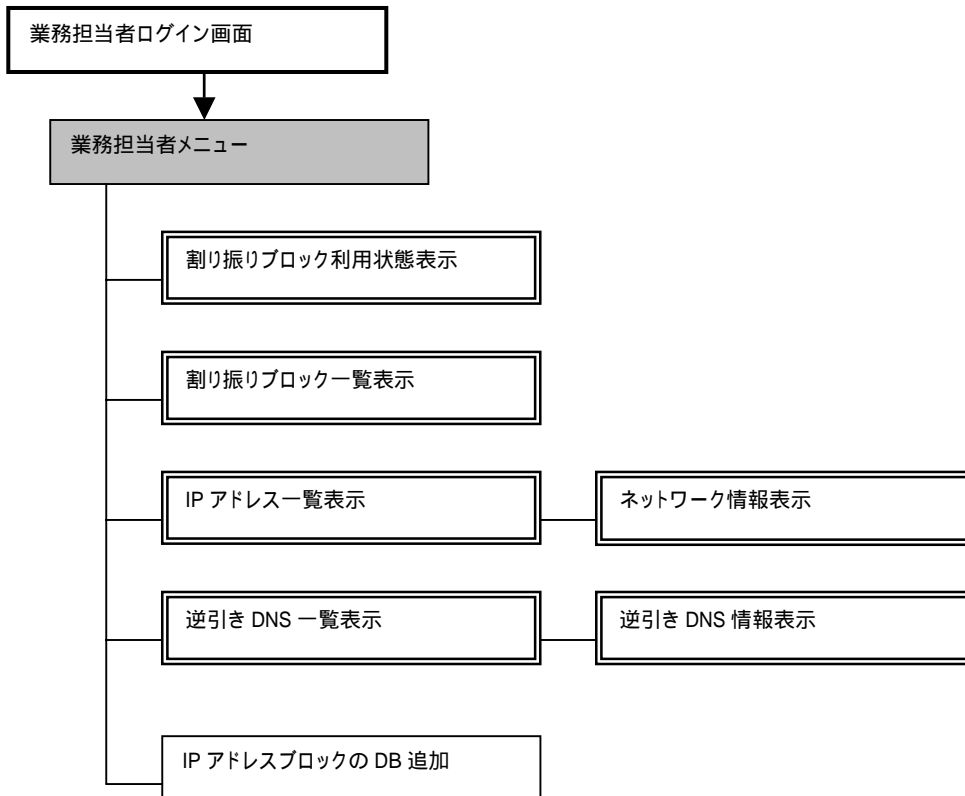 業務担当者ログイン画面
業務担当者メニュー
割り振りブロック利用状態表示
割り振りブロック一覧表示
IP アドレス一覧表示
ネットワーク情報表示
逆引き DNS 一覧表示
逆引き DNS 情報表示
IP アドレスブロックの DB 追加